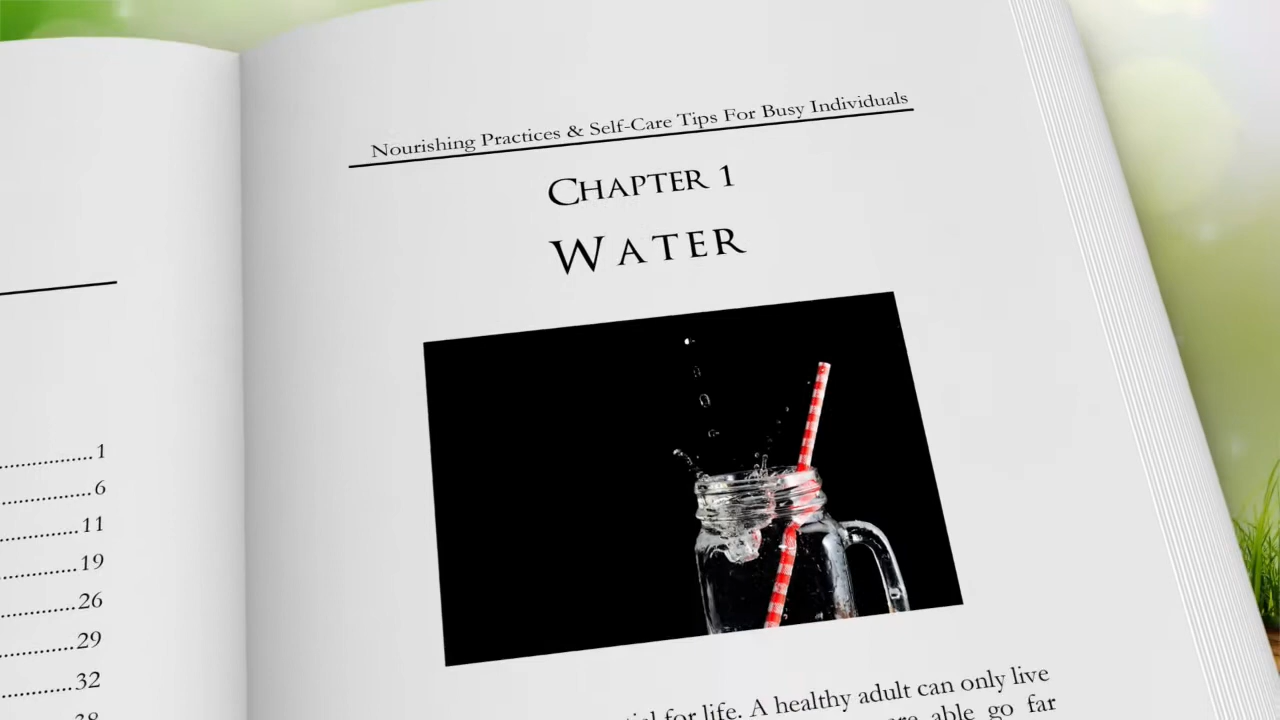 ..............1
..............6
..............11
..............19
..............26
..............29
..............32
Nourishing Practices & Self-Care Tips For Busy Individuals
CHAPTER 1
WATER
for life. A healthy adult can only live
able go far